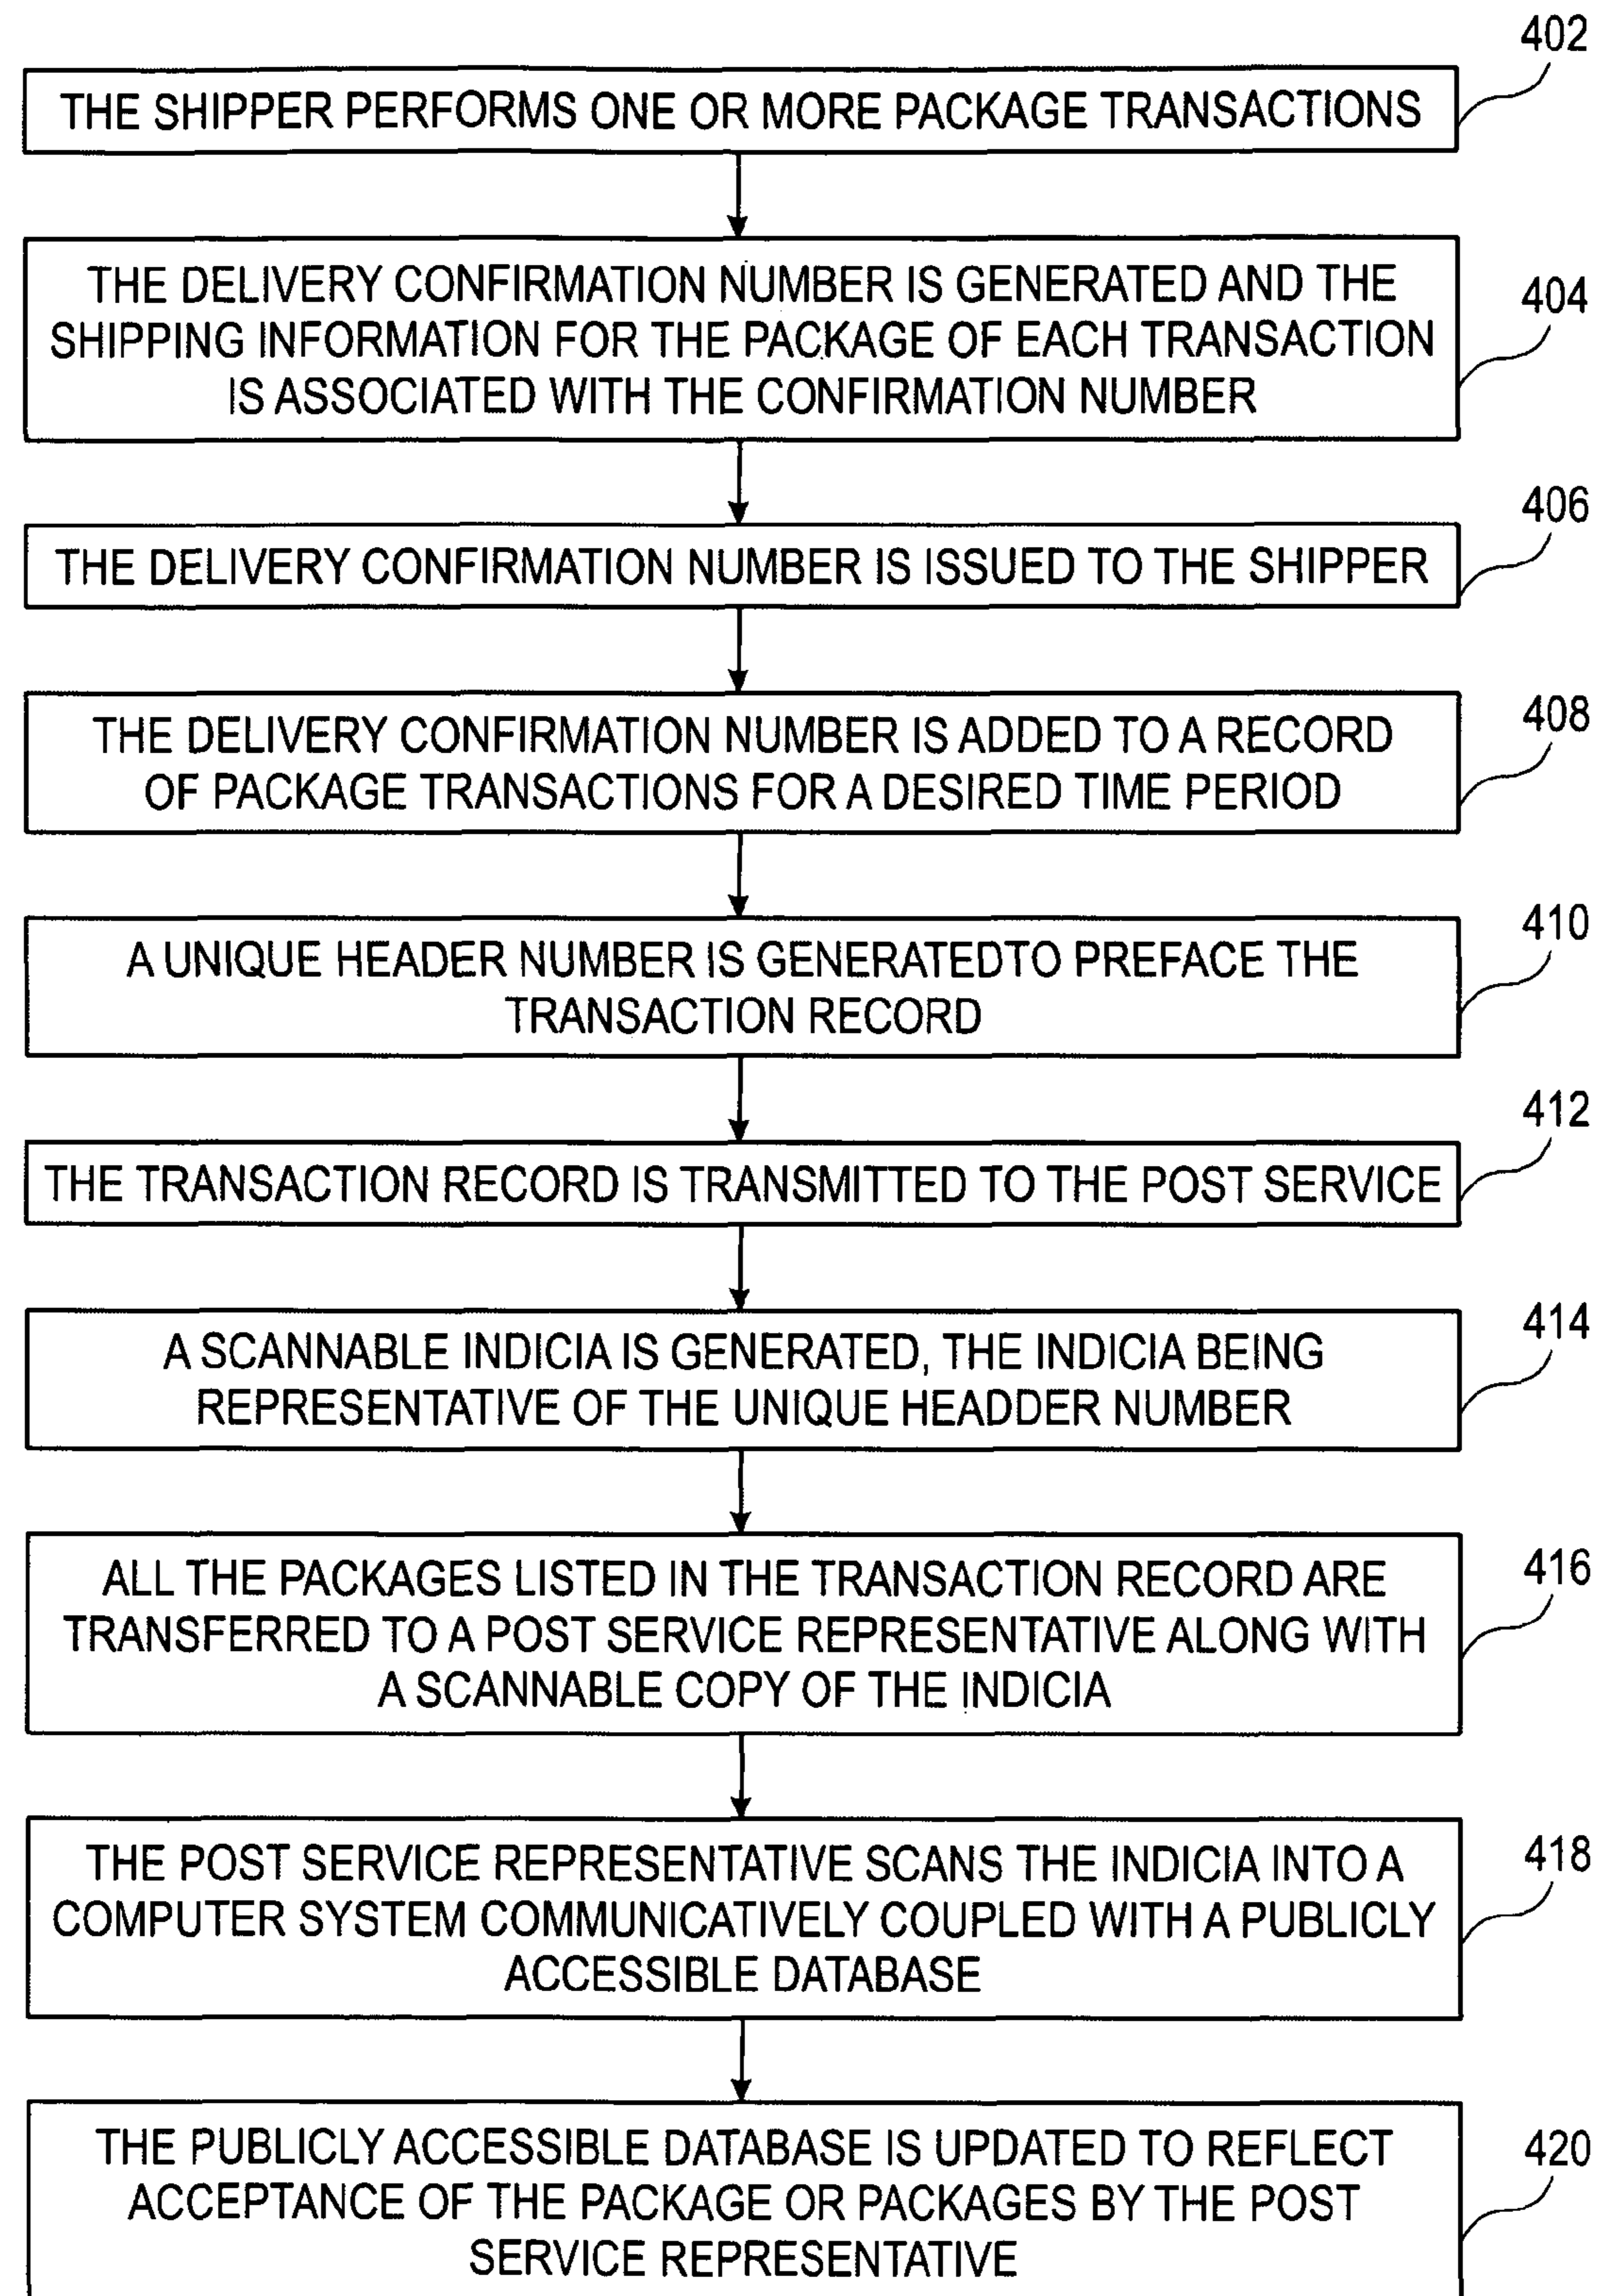 402
THE SHIPPER PERFORMS ONE OR MORE PACKAGE TRANSACTIONS
404
THE DELIVERY CONFIRMATION NUMBER IS GENERATED AND THE
SHIPPING INFORMATION FOR THE PACKAGE OF EACH TRANSACTION
IS ASSOCIATED WITH THE CONFIRMATION NUMBER
406
THE DELIVERY CONFIRMATION NUMBER IS ISSUED TO THE SHIPPER
408
THE DELIVERY CONFIRMATION NUMBER IS ADDED TO A RECORD
OF PACKAGE TRANSACTIONS FOR A DESIRED TIME PERIOD
410
A UNIQUE HEADER NUMBER IS GENERATEDTO PREFACE THE
TRANSACTION RECORD
412
THE TRANSACTION RECORD IS TRANSMITTED TO THE POST SERVICE
414
A SCANNABLE INDICIA IS GENERATED, THE INDICIA BEING
REPRESENTATIVE OF THE UNIQUE HEADDER NUMBER
416
ALL THE PACKAGES LISTED IN THE TRANSACTION RECORD ARE
TRANSFERRED TO A POST SERVICE REPRESENTATIVE ALONG WITH
A SCANNABLE COPY OF THE INDICIA
418
THE POST SERVICE REPRESENTATIVE SCANS THE INDICIA INTO A
COMPUTER SYSTEM COMMUNICATIVELY COUPLED WITH A PUBLICLY
ACCESSIBLE DATABASE
420
THE PUBLICLY ACCESSIBLE DATABASE IS UPDATED TO REFLECT
ACCEPTANCE OF THE PACKAGE OR PACKAGES BY THE POST
SERVICE REPRESENTATIVE